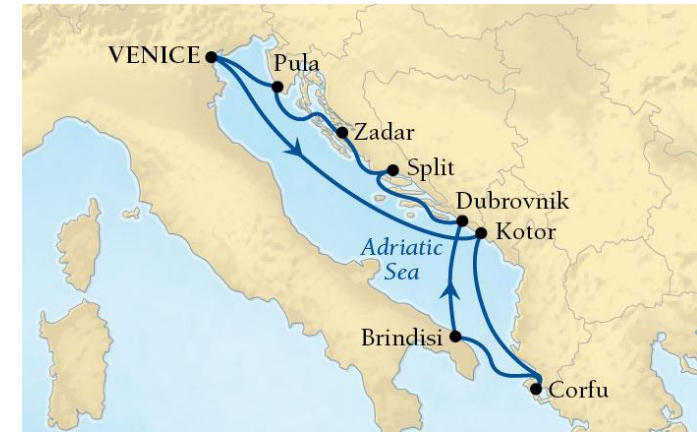 VENICE
Pula
Zadar
Split
Dubrovnik
Kotor
Adriatic
Sea
Brindisi
Corfu